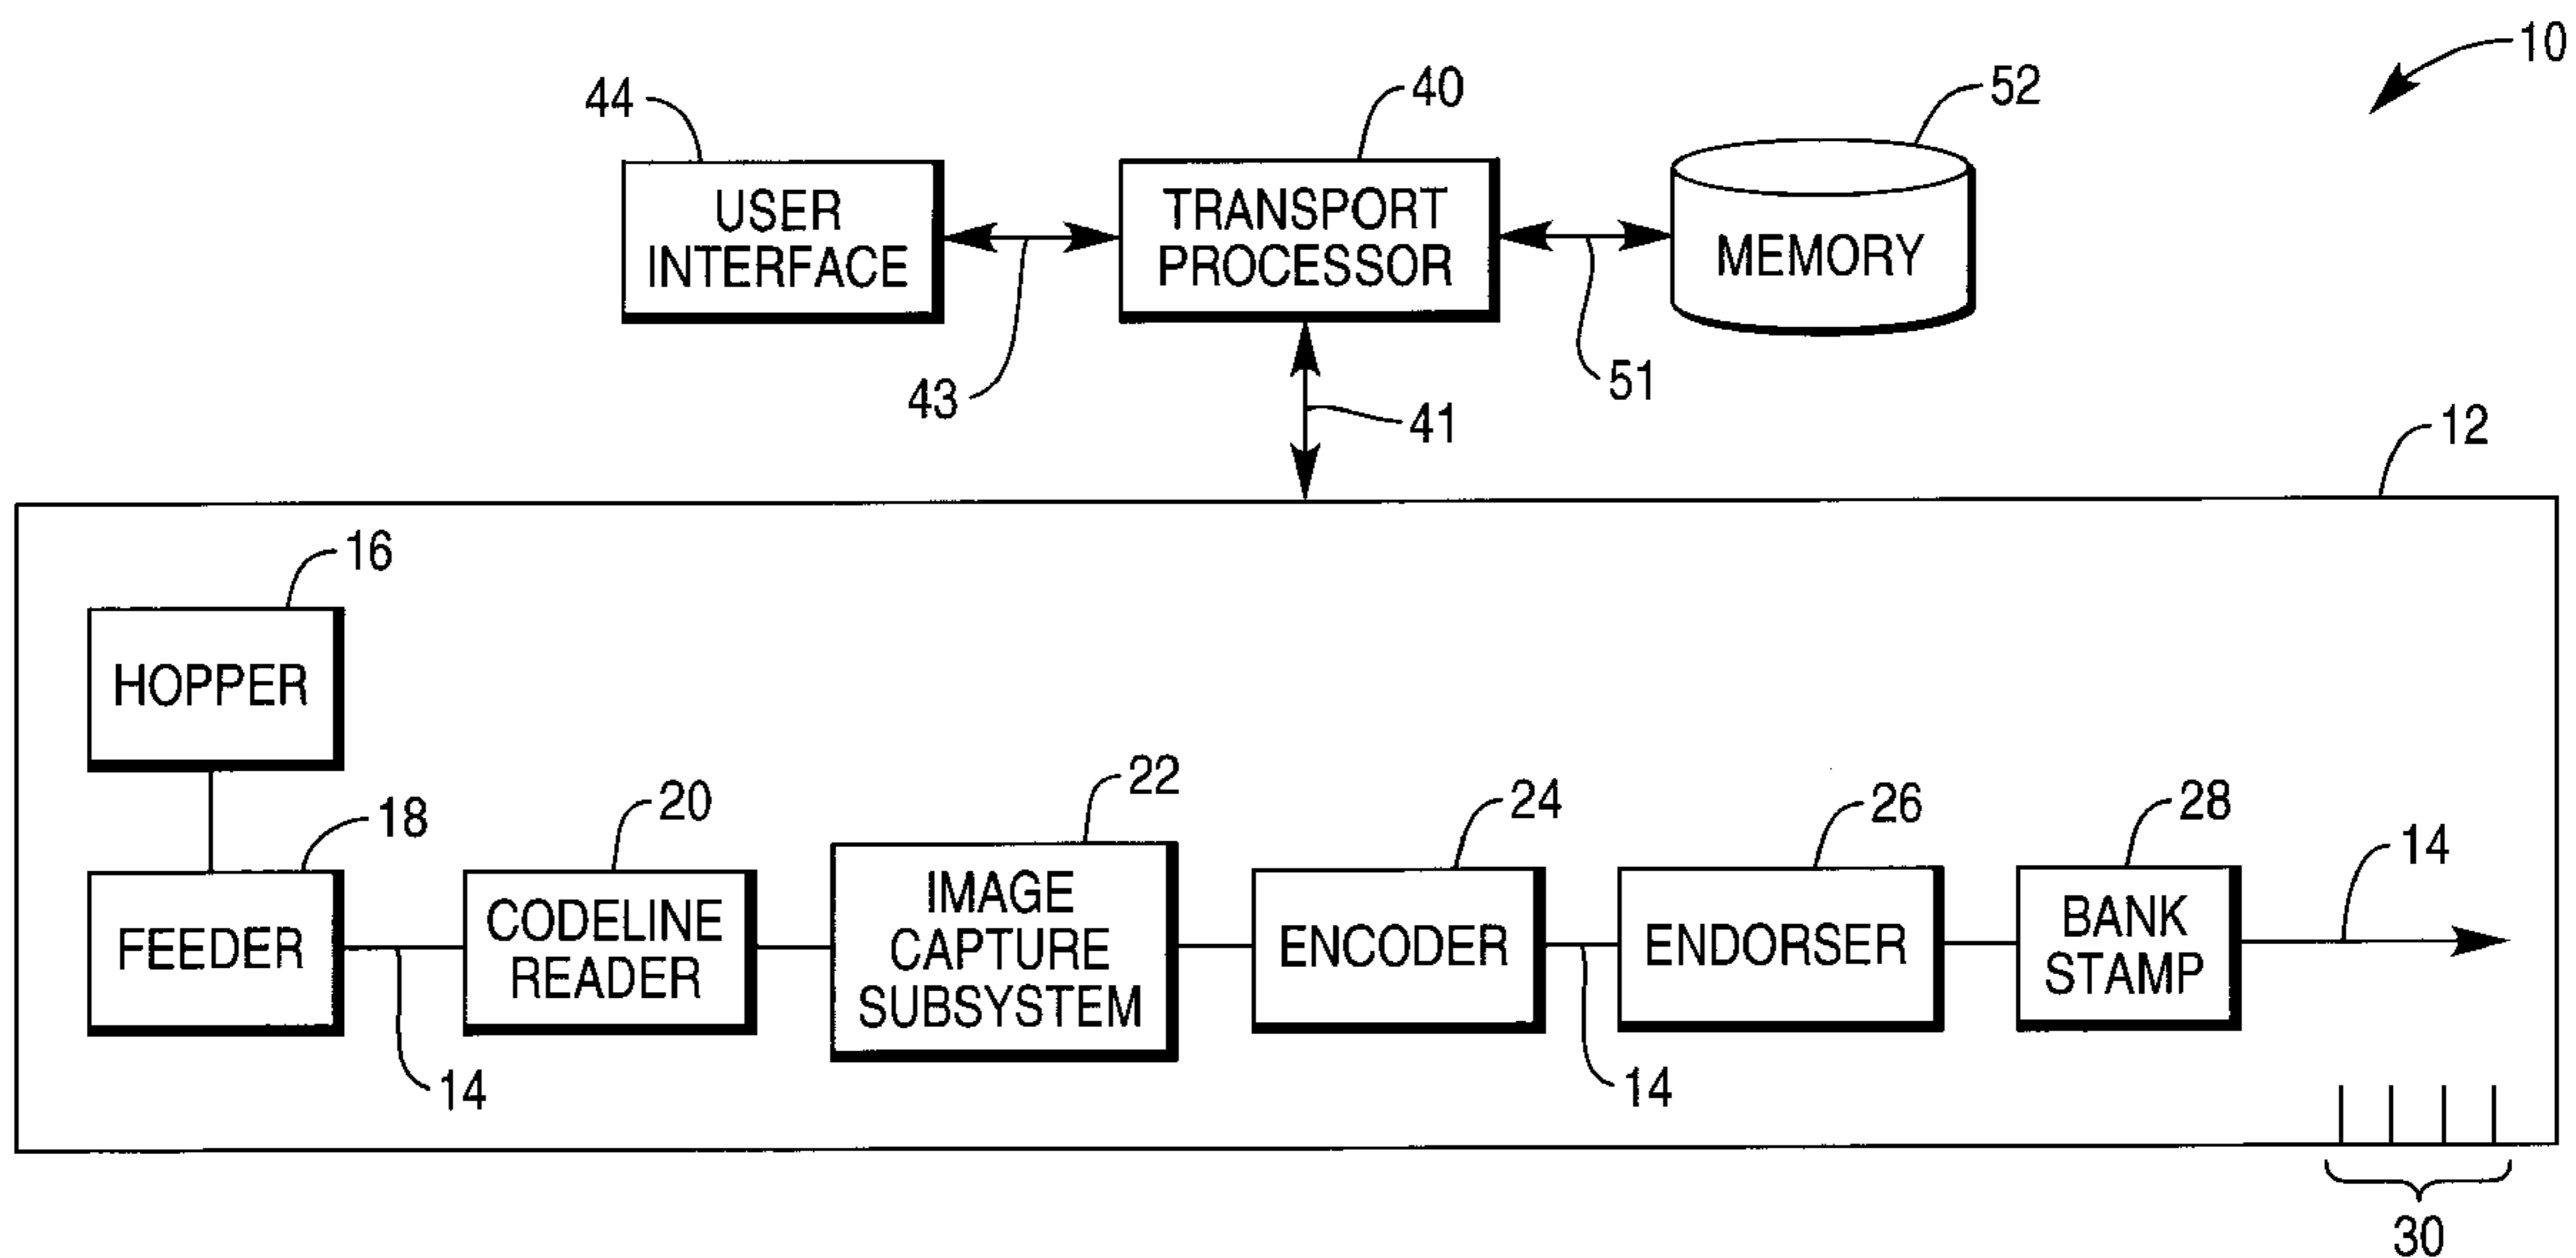 10
44
40
52
USER
INTERFACE
TRANSPORT
PROCESSOR
MEMORY
43
41
51
12
16
HOPPER
18
20
22
24
26
28
14
FEEDER
CODELINE
READER
IMAGE
CAPTURE
SUBSYSTEM
ENCODER
ENDORSER
BANK
STAMP
14
14
30